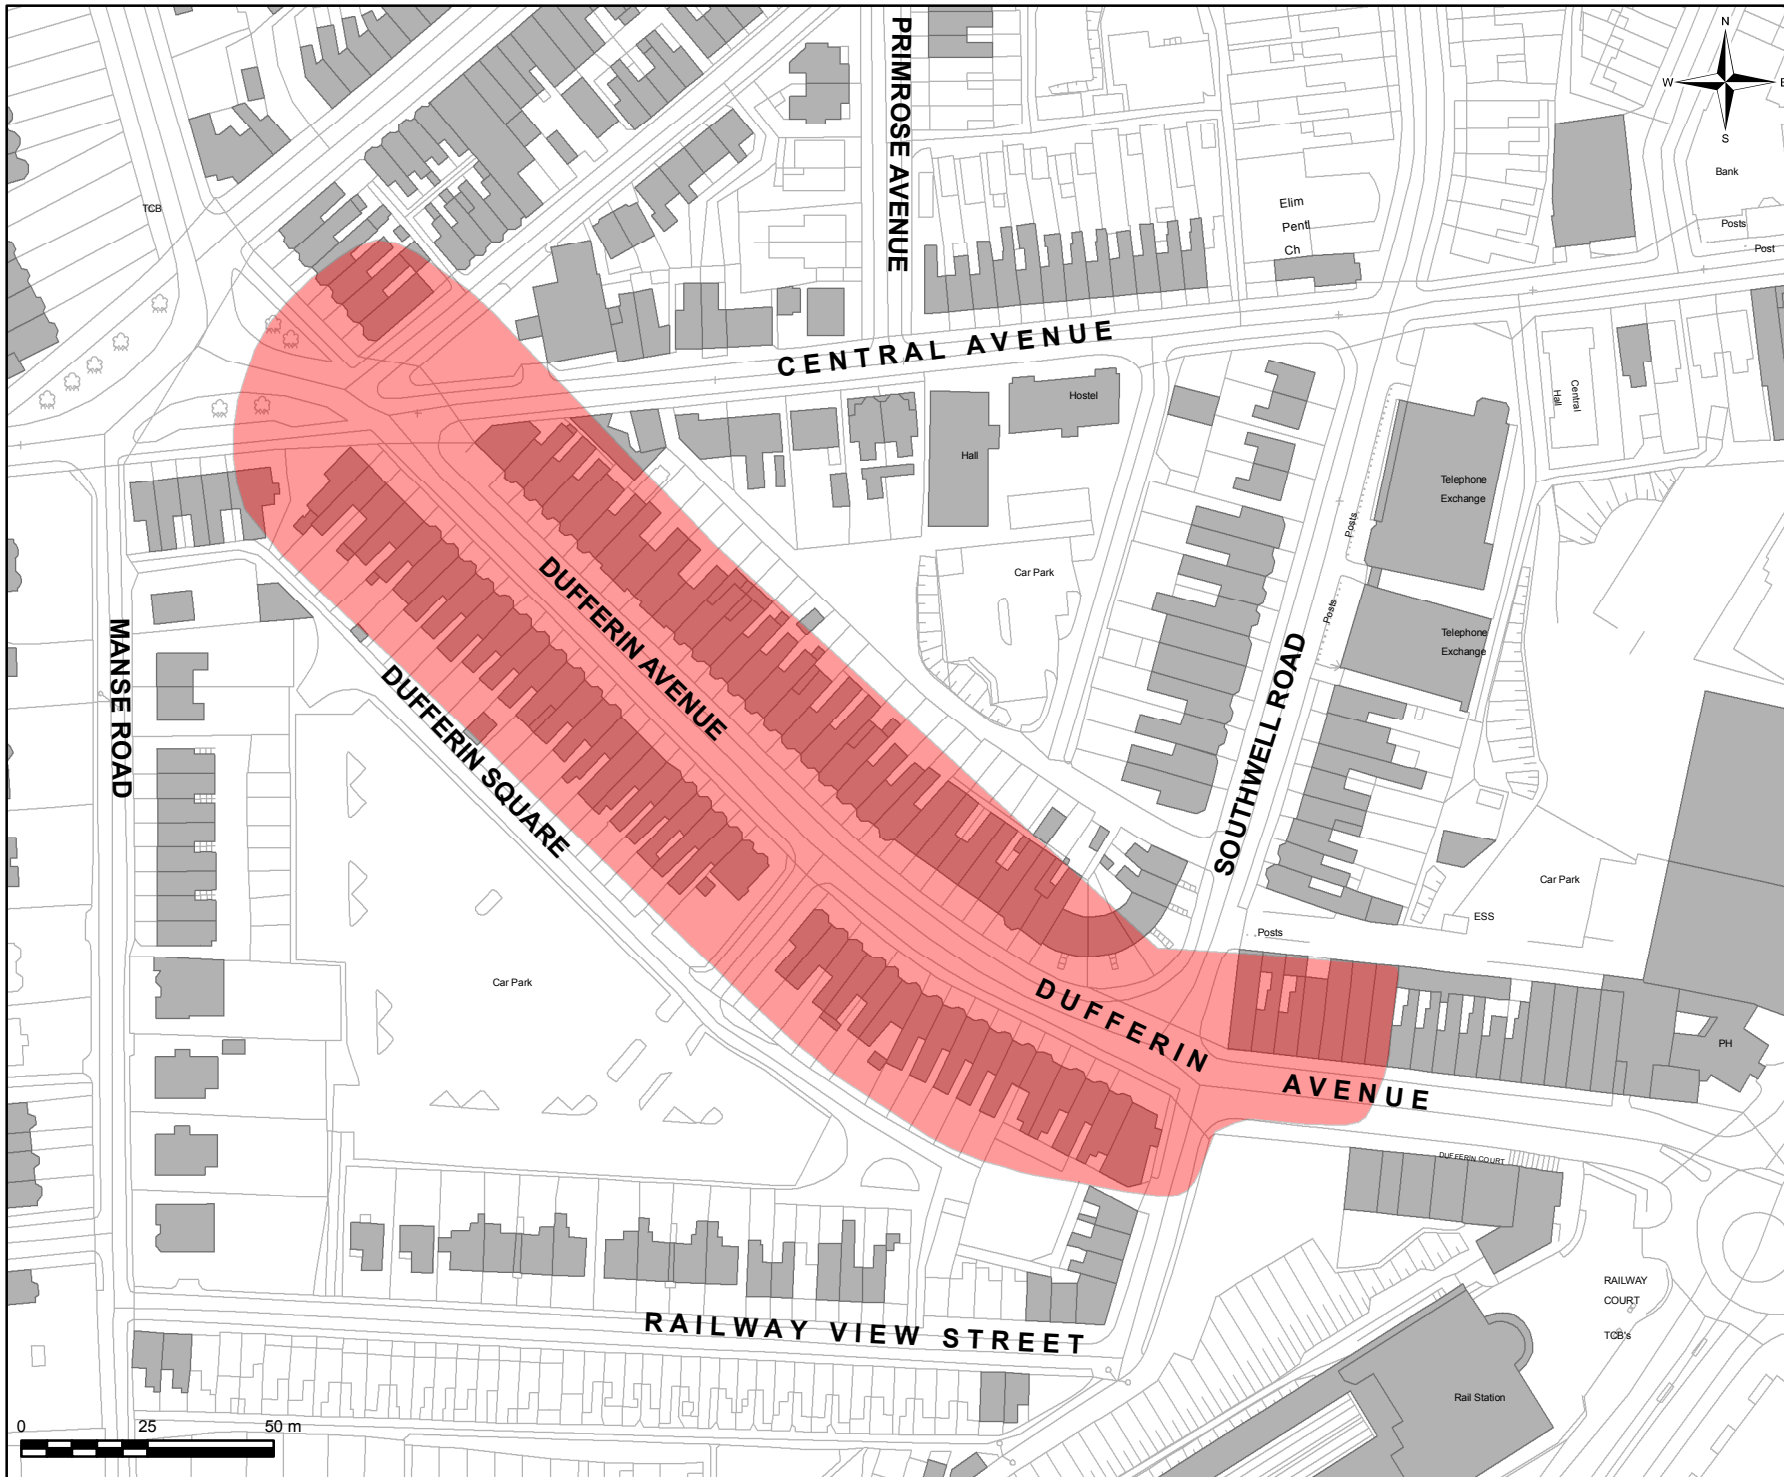 PRIMROSE AVENUE
N
W
E
S
Bank
Posts
Post
TCB
Elim
Pentl
Ch
CENTRAL AVENUE
Hostel
Central
Hall
Hall
Telephone
Exchange
Posts
Car Park
DUFFERIN AVENUE
Posts
Telephone
Exchange
MANSE ROAD
DUFFERIN SQUARE
SOUTHWELL ROAD
Car Park
ESS
Posts
Car Park
DUFFERIN
AVENUE
PH
DUFFERIN COURT
RAILWAY
COURT
TCB's
RAILWAY VIEW STREET
Rail Station
0 25 50 m